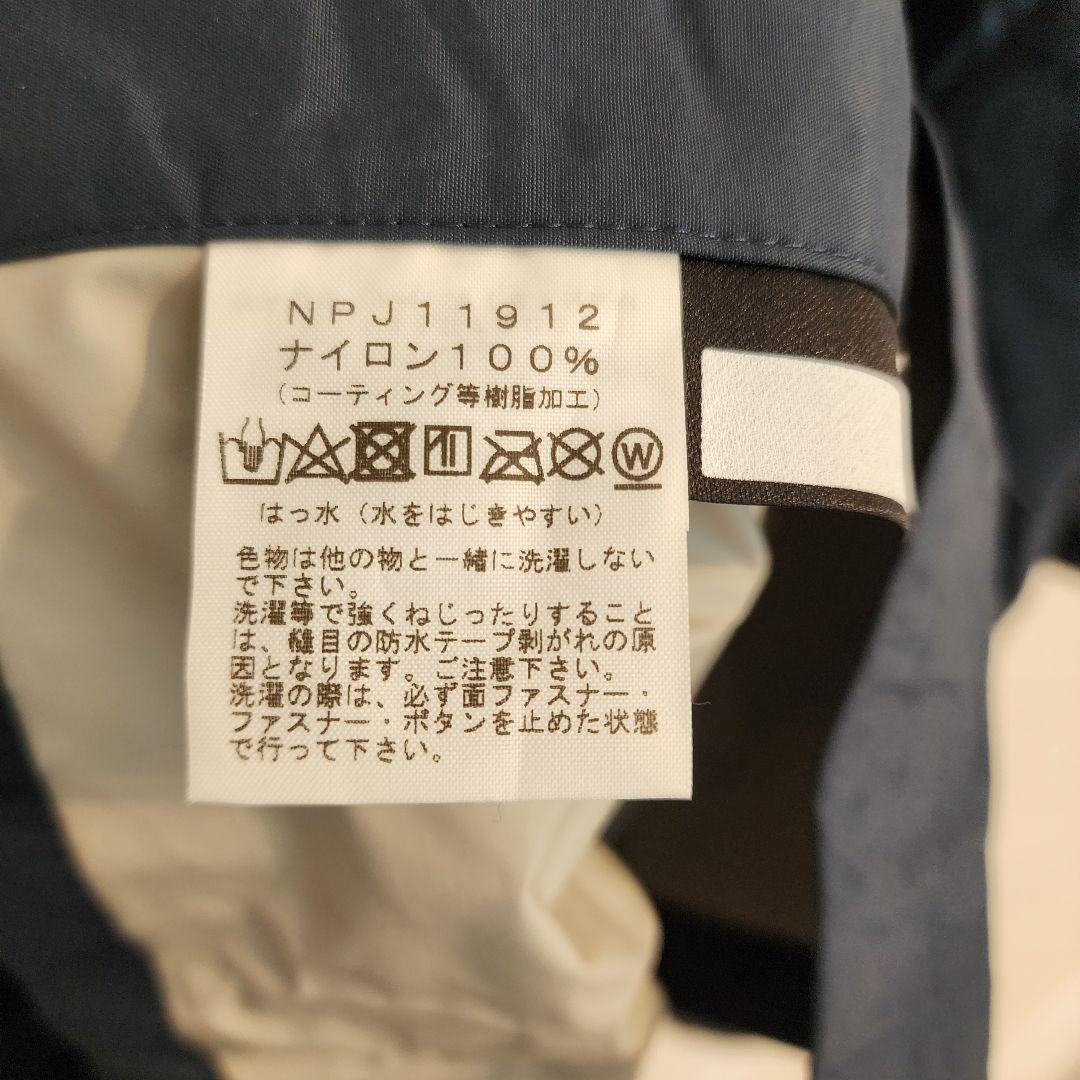 NPJ11912
ナイロン100%
(コーティング等樹脂加工)
W
はっ水(水をはじきやすい)
色物は他の物と一緒に洗濯しない
で下さい。
洗濯等で強くねじったりすること
は、縫目の防水テープ剥がれの原
因となります。ご注意下さい。
洗濯の際は、必ず面ファスナー・
ファスナー・ボタンを止めた状態
で行って下さい。